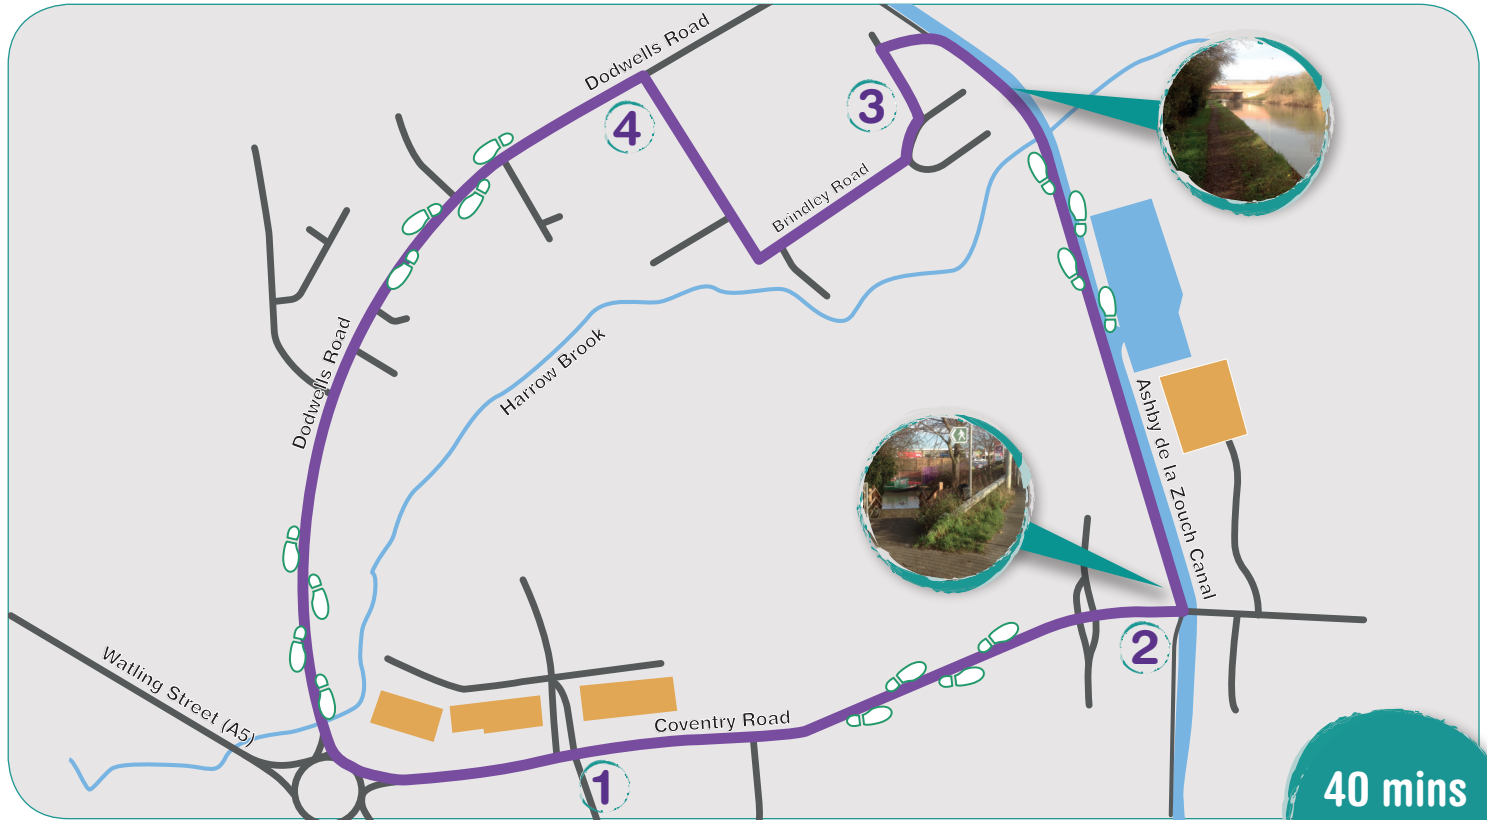 Dodwells Road
3
4
Brindley Road
Harrow Brook
Dodwells Road
Ashby de la Zouch Canal
2
Watling Street (A5)
Coventry Road
1
40 mins